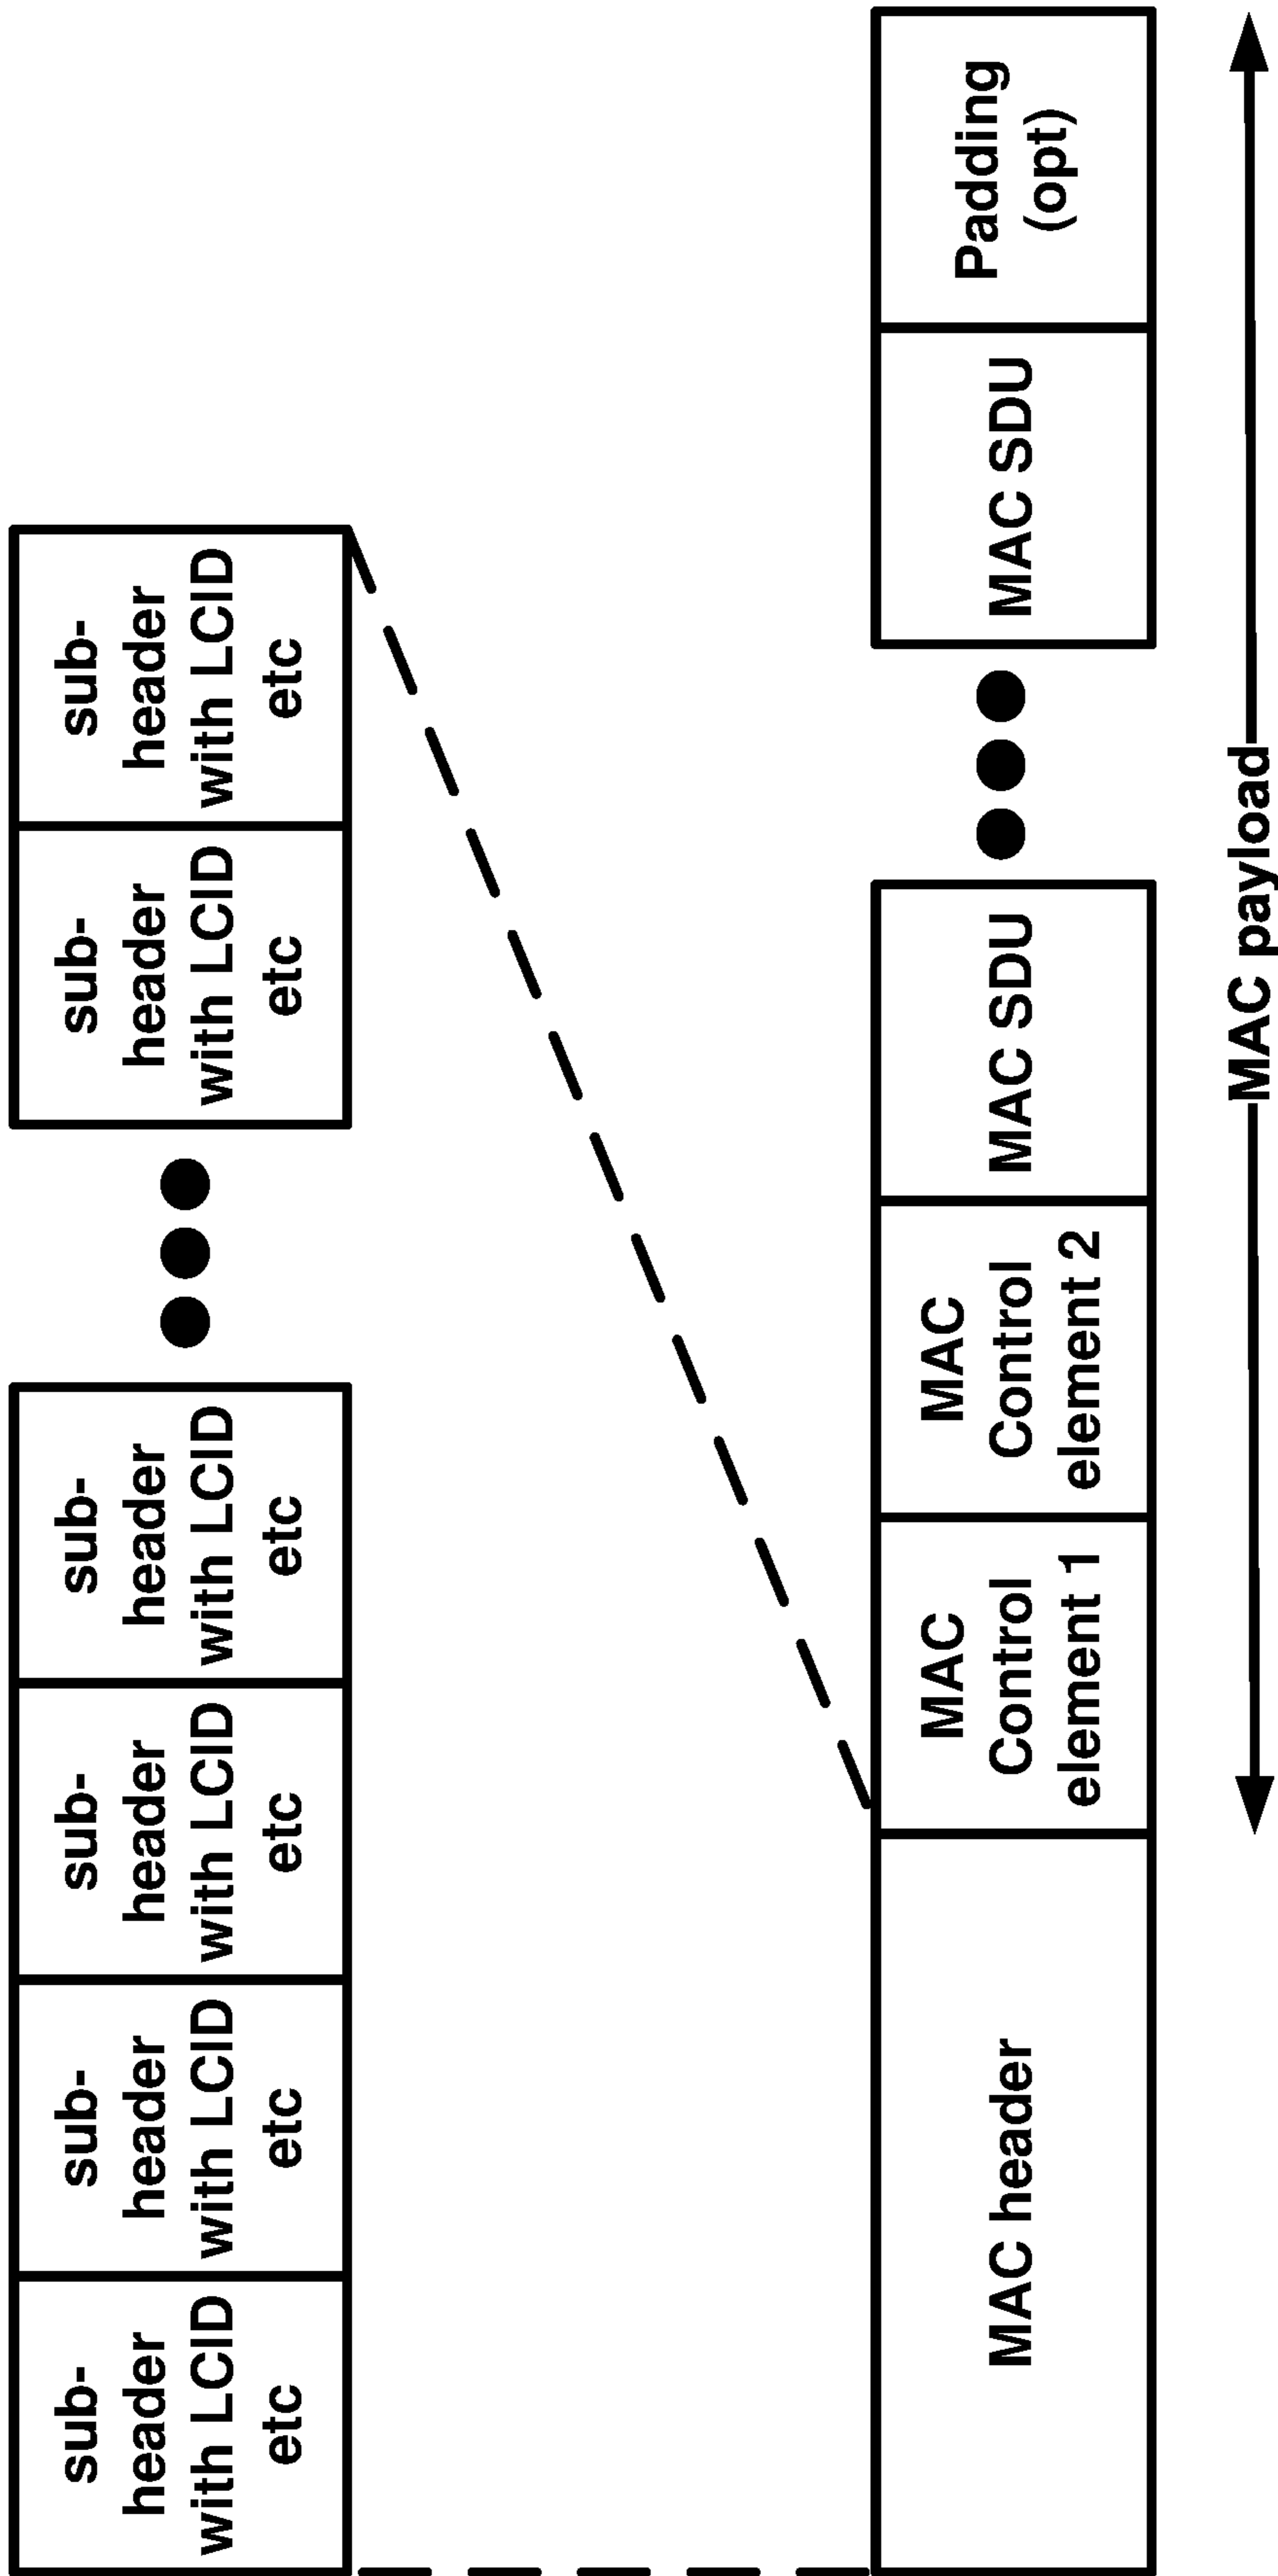 sub-
header
with LCID
etc
sub-
header
with LCID
etc
sub-
header
with LCID
etc
sub-
header
with LCID
etc
sub-
header
with LCID
etc
sub-
header
with LCID
etc
MAC header
MAC
Control
element 1
MAC
Control
element 2
MAC SDU
MAC SDU
Padding
(opt)
MAC payload